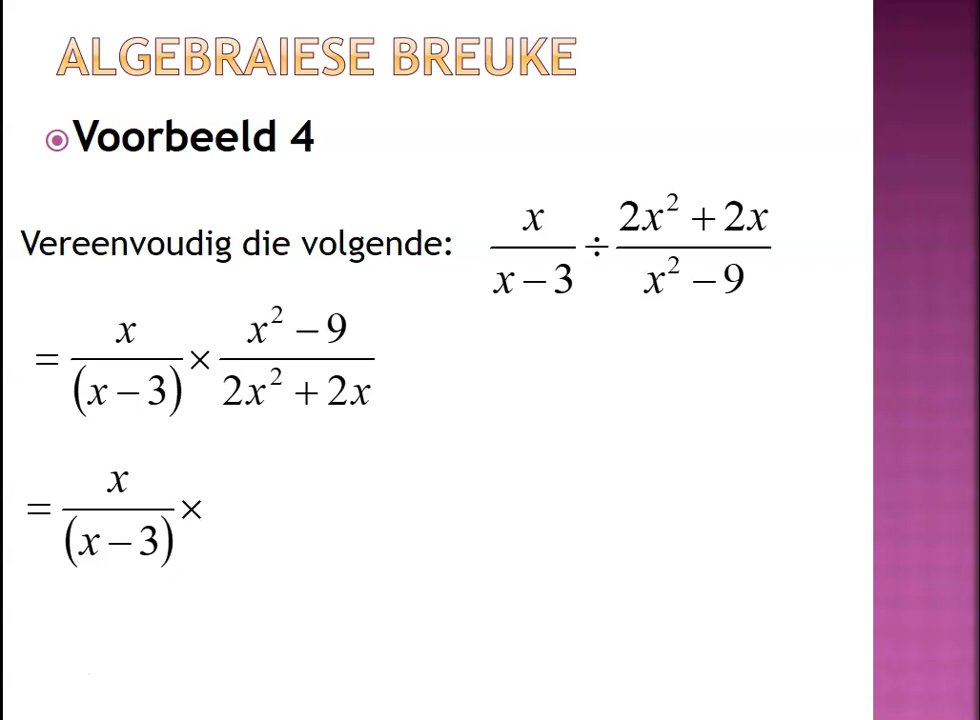 ALGEBRAIESE BREUKE
Voorbeeld 4
Vereenvoudig die volgende: x/(x − 3) ÷ (2x² + 2x)/(x² − 9)
= x/(x − 3) × (x² − 9)/(2x² + 2x)
= x/(x − 3) ×